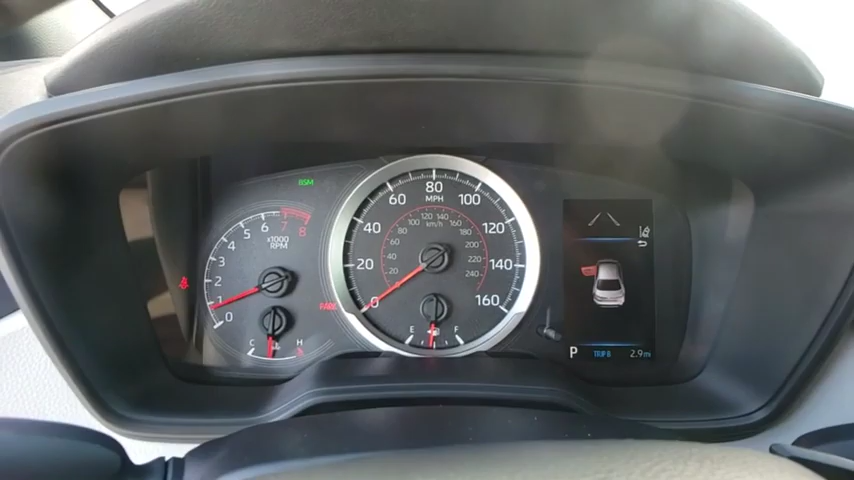 BSM
0 1 2 3 4 5 6 7 8
x1000
RPM
C H
PARK
0 20 40 60 80 100 120 140 160
MPH
km/h
20 40 60 80 100 120 140 160 180 200 220 240
E F
P TRIP B 2.9mi